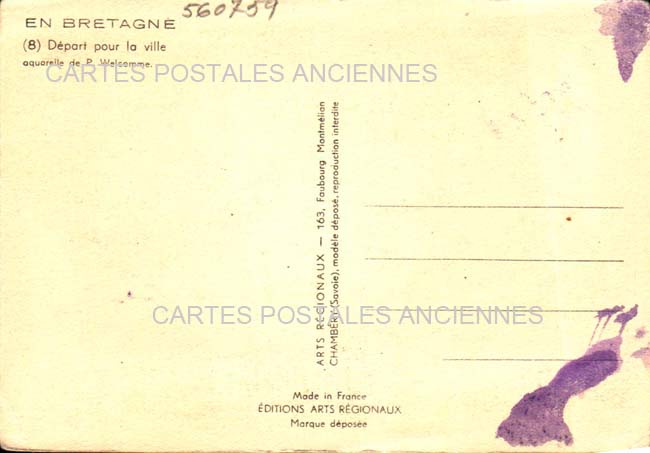 EN BRETAGNE
560759
(8) Départ pour la ville
aquarelle de P. Welcomme.
CARTES POSTALES ANCIENNES
ARTS RÉGIONAUX — 163, Faubourg Montmélian
CHAMBÉRY (Savoie), modèle déposé, reproduction interdite
CARTES POSTALES ANCIENNES
Made in France
ÉDITIONS ARTS RÉGIONAUX
Marque déposée